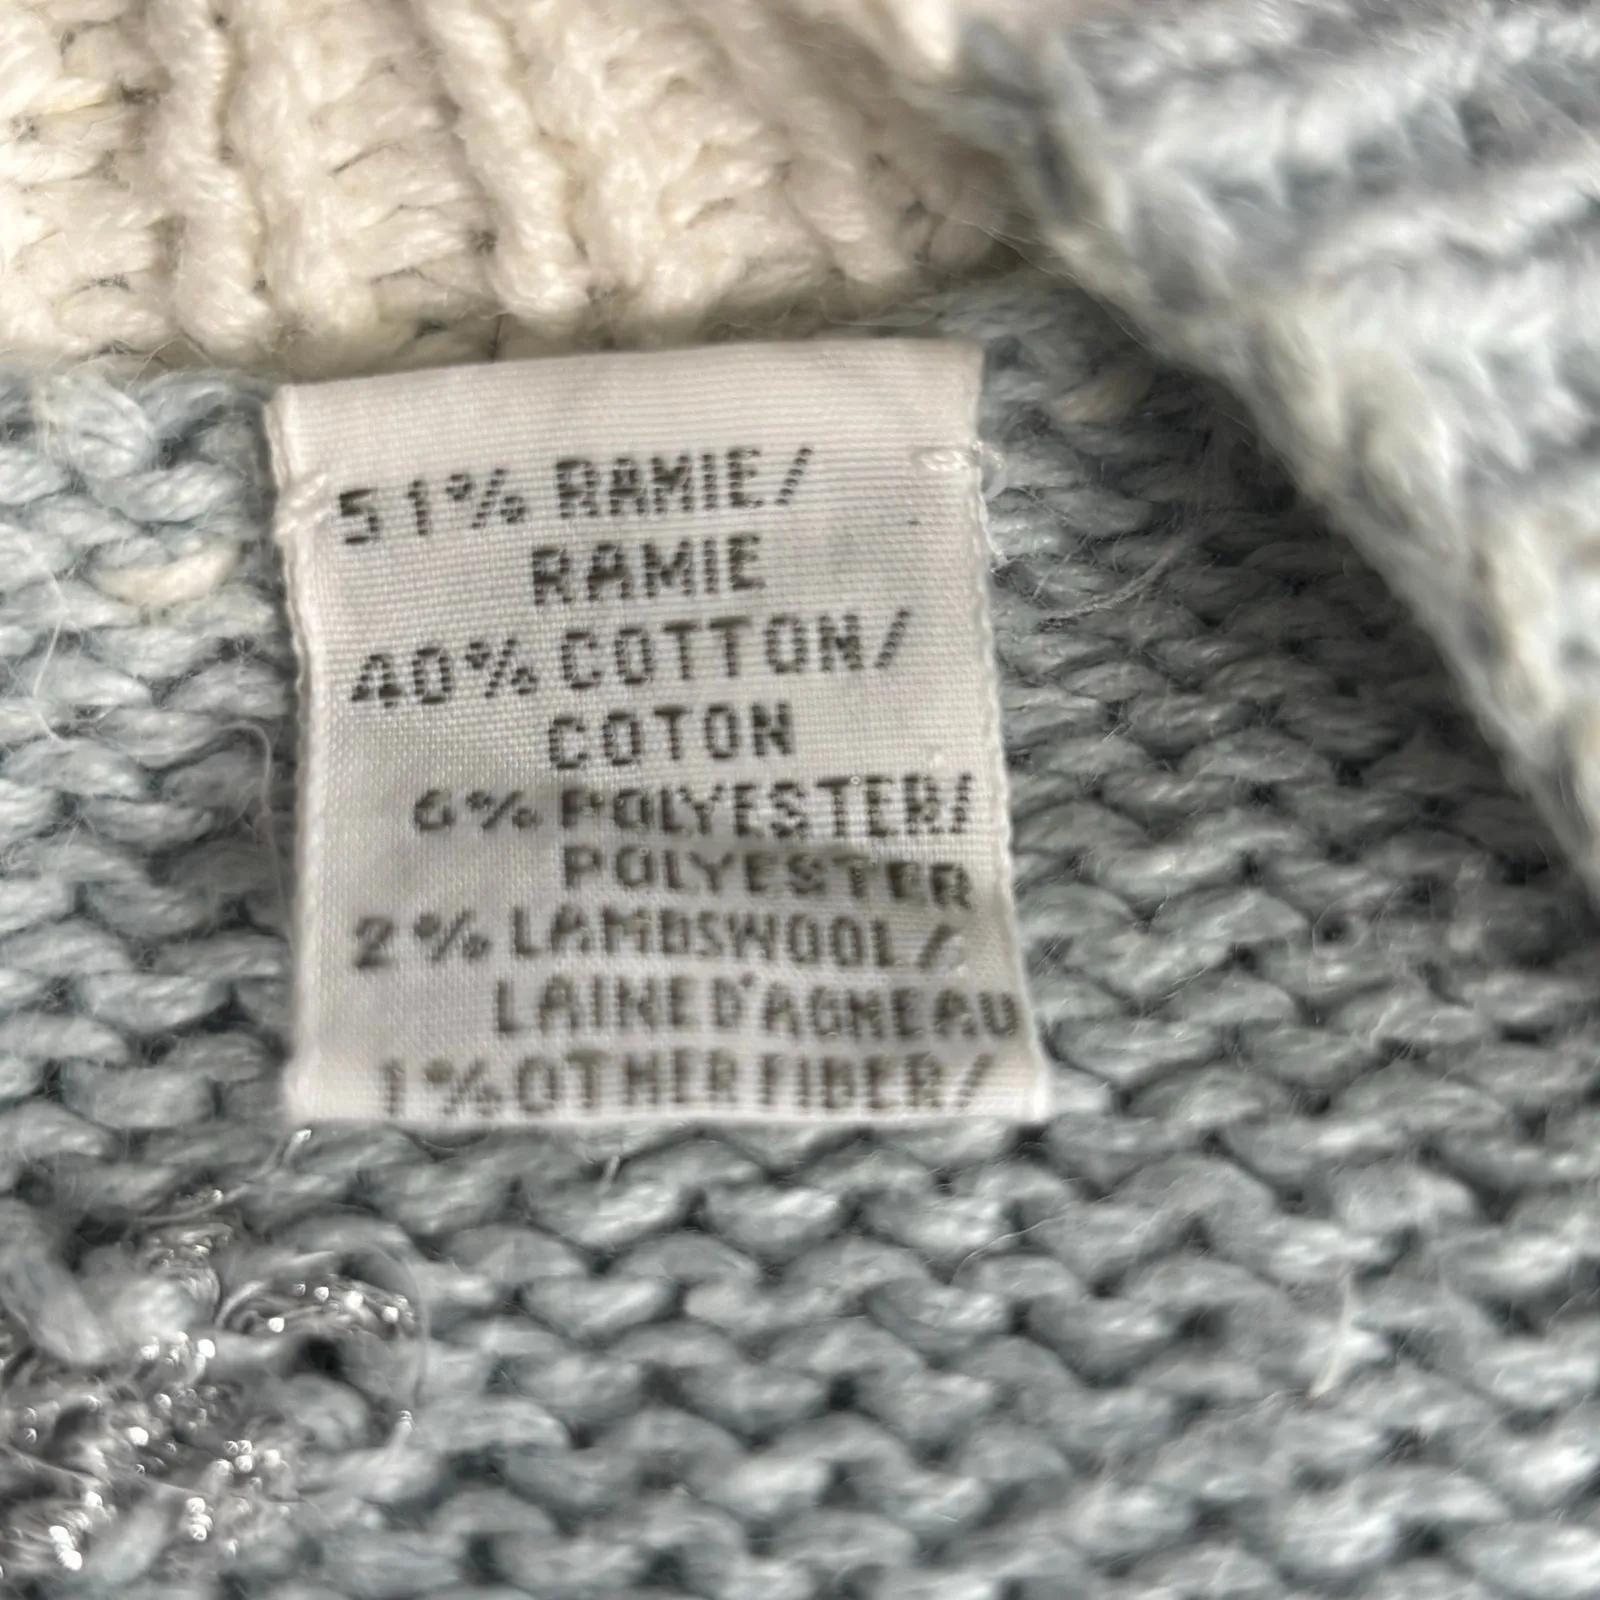 51% RAMIE/
RAMIE
40% COTTON/
COTON
6% POLYESTER/
POLYESTER
2% LAMBSWOOL/
LAINE D'AGNEAU
1% OTHER FIBER/